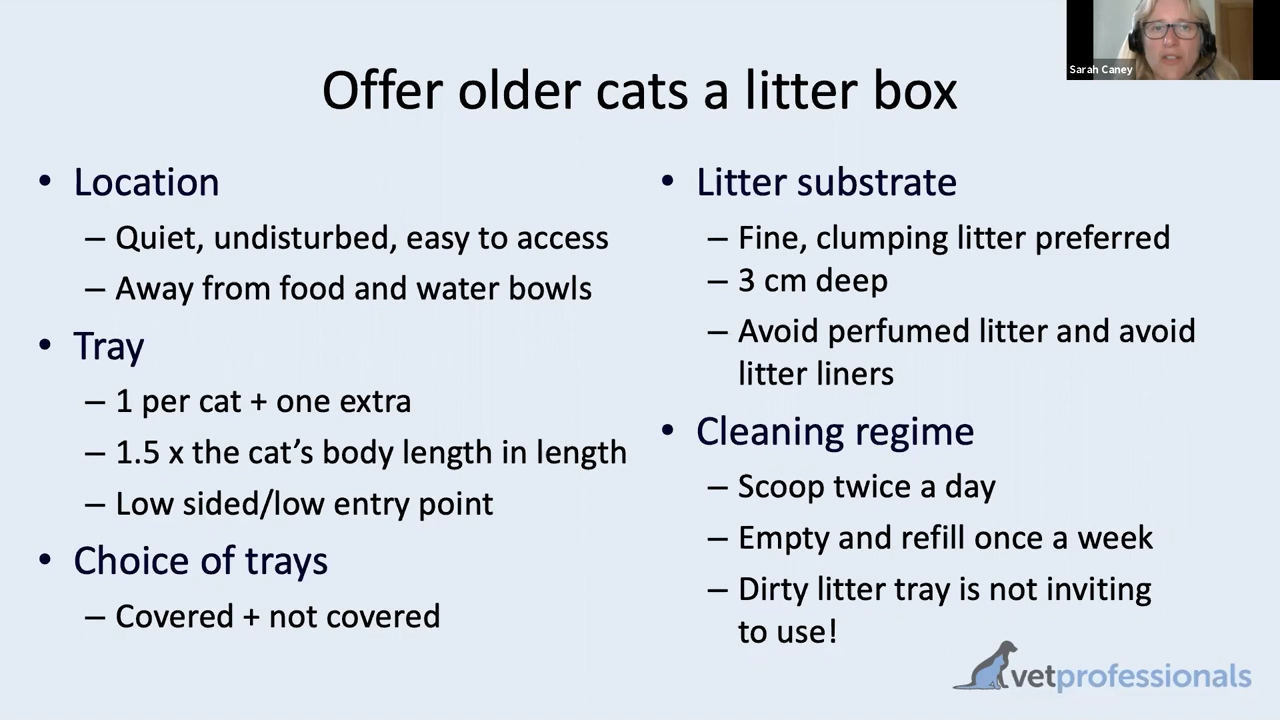 Sarah Caney
Offer older cats a litter box
• Location
– Quiet, undisturbed, easy to access
– Away from food and water bowls
• Tray
– 1 per cat + one extra
– 1.5 x the cat’s body length in length
– Low sided/low entry point
• Choice of trays
– Covered + not covered
• Litter substrate
– Fine, clumping litter preferred
– 3 cm deep
– Avoid perfumed litter and avoid
litter liners
• Cleaning regime
– Scoop twice a day
– Empty and refill once a week
– Dirty litter tray is not inviting
to use!
vetprofessionals